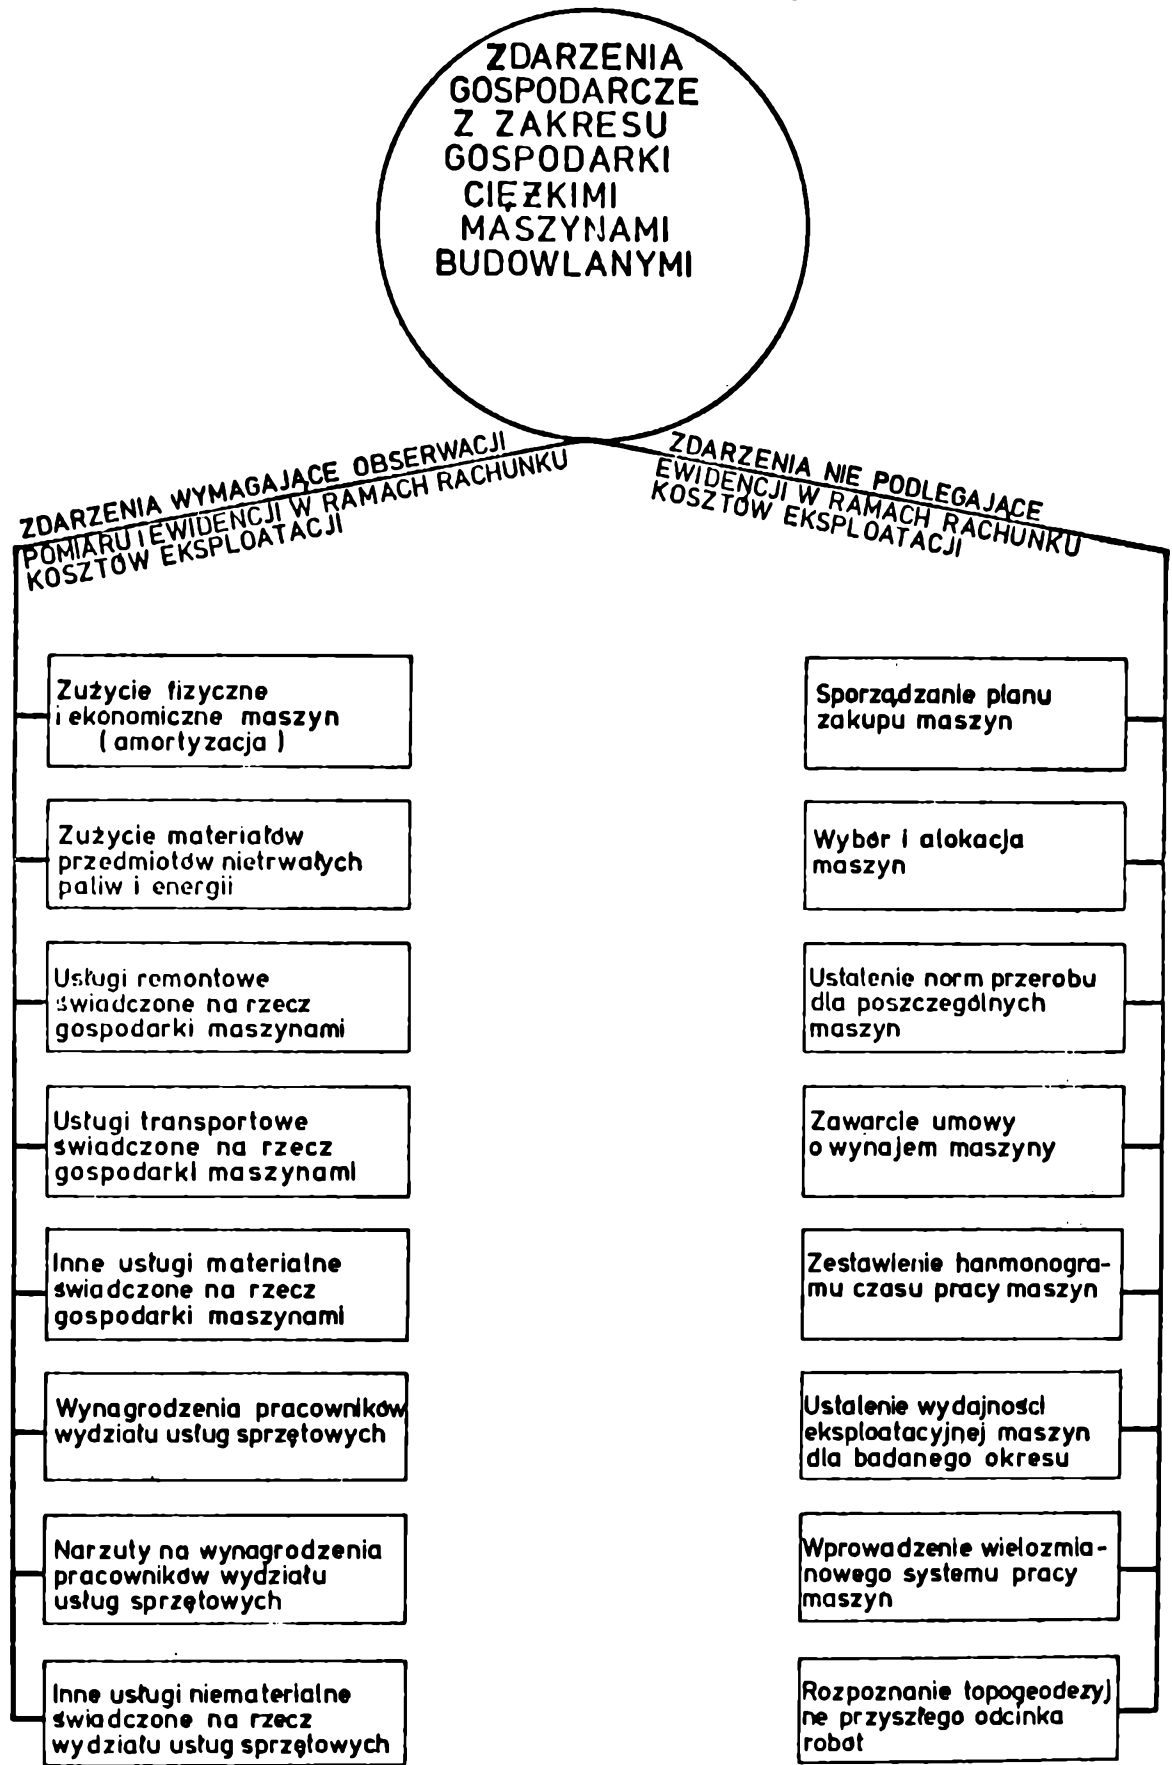 ZDARZENIA
GOSPODARCZE
Z ZAKRESU
GOSPODARKI
CIĘŻKIMI
MASZYNAMI
BUDOWLANYMI
ZDARZENIA WYMAGAJĄCE OBSERWACJI
POMIARU i EWIDENCJI W RAMACH RACHUNKU
KOSZTÓW EKSPLOATACJI
Zużycie fizyczne
i ekonomiczne maszyn
( amortyzacja )
Zużycie materiałów
przedmiotów nietrwałych
paliw i energii
Usługi remontowe
świadczone na rzecz
gospodarki maszynami
Usługi transportowe
świadczone na rzecz
gospodarki maszynami
Inne usługi materialne
świadczone na rzecz
gospodarki maszynami
Wynagrodzenia pracowników
wydziału usług sprzętowych
Narzuty na wynagrodzenia
pracowników wydziału
usług sprzętowych
Inne usługi niematerialne
świadczone na rzecz
wydziału usług sprzętowych
ZDARZENIA NIE PODLEGAJĄCE
EWIDENCJI W RAMACH RACHUNKU
KOSZTÓW EKSPLOATACJI
Sporządzanie planu
zakupu maszyn
Wybór i alokacja
maszyn
Ustalenie norm przerobu
dla poszczególnych
maszyn
Zawarcie umowy
o wynajem maszyny
Zestawienie harmonogra-
mu czasu pracy maszyn
Ustalenie wydajności
eksploatacyjnej maszyn
dla badanego okresu
Wprowadzenie wielozmia-
nowego systemu pracy
maszyn
Rozpoznanie topogeodezyj
ne przyszłego odcinka
robót